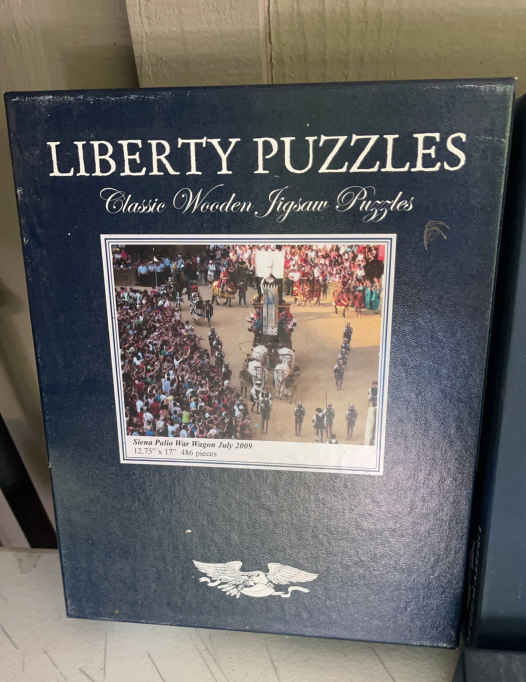 LIBERTY PUZZLES
Classic Wooden Jigsaw Puzzles
Siena Palio War Wagon July 2009
12.75" x 17" 486 pieces